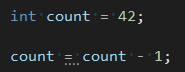 int count = 42;
count = count - 1;